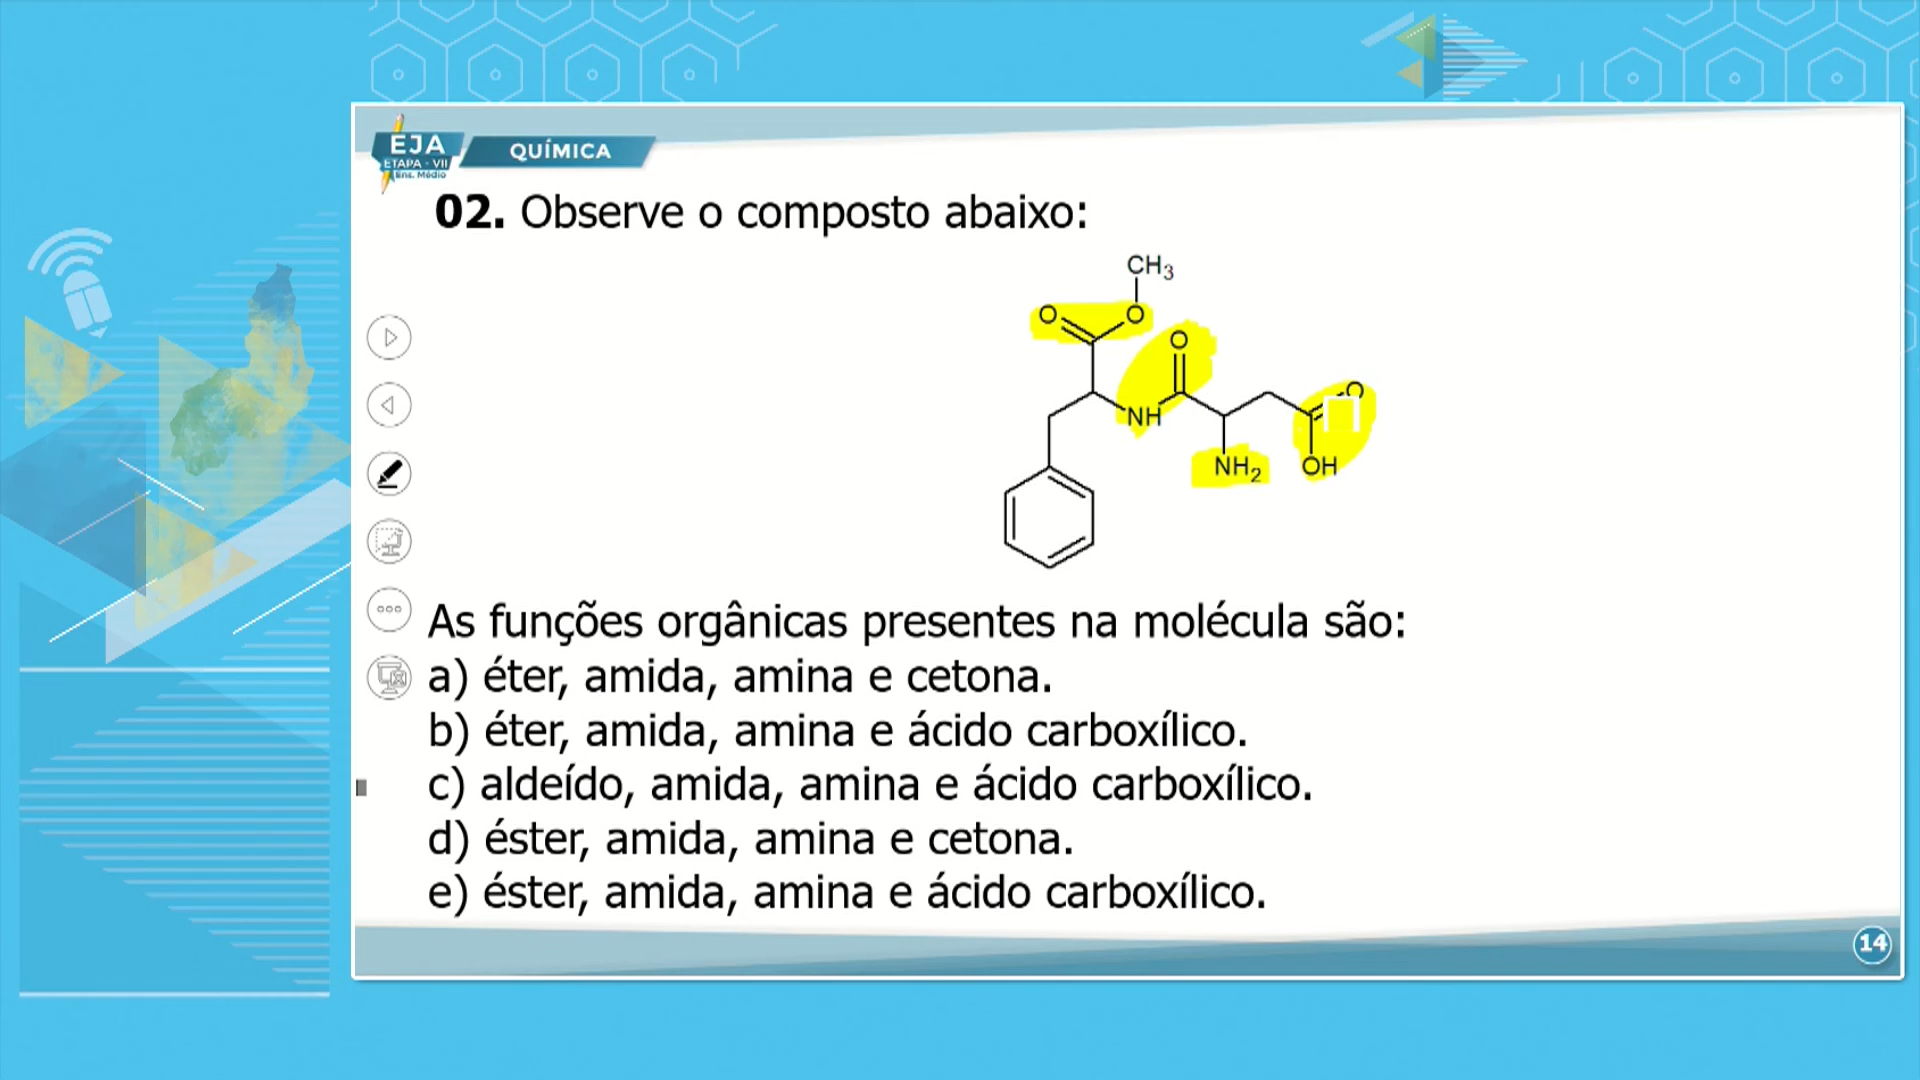 EJA
ETAPA - VII
Ens. Médio
QUÍMICA
02. Observe o composto abaixo:
CH3
O
O
O
O
NH
NH2
OH
As funções orgânicas presentes na molécula são:
a) éter, amida, amina e cetona.
b) éter, amida, amina e ácido carboxílico.
c) aldeído, amida, amina e ácido carboxílico.
d) éster, amida, amina e cetona.
e) éster, amida, amina e ácido carboxílico.
14